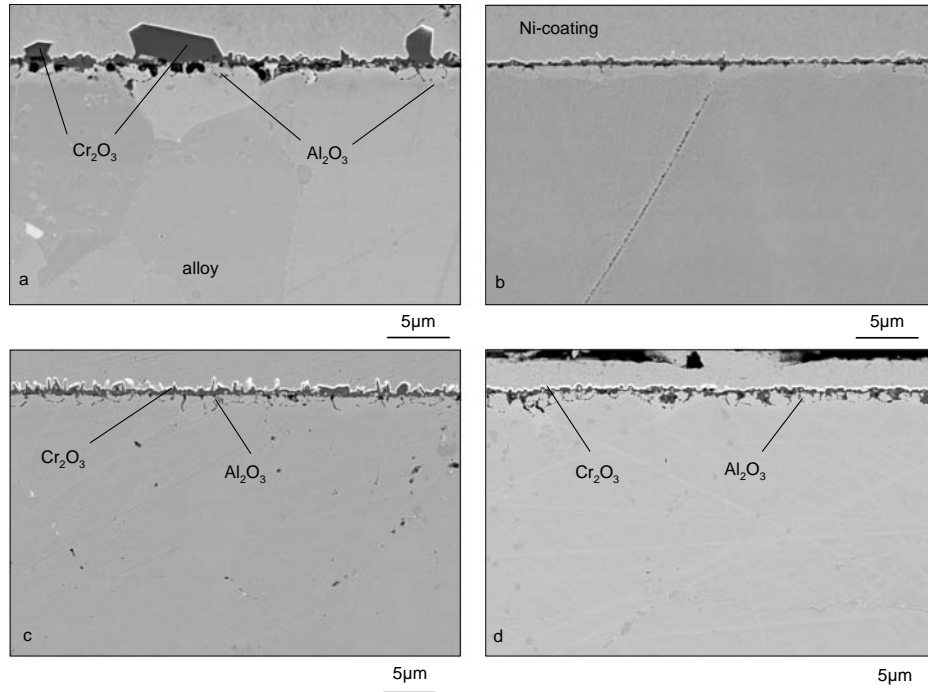 Cr₂O₃
Al₂O₃
alloy
a
5µm
Ni-coating
b
5µm
Cr₂O₃
Al₂O₃
c
5µm
Cr₂O₃
Al₂O₃
d
5µm